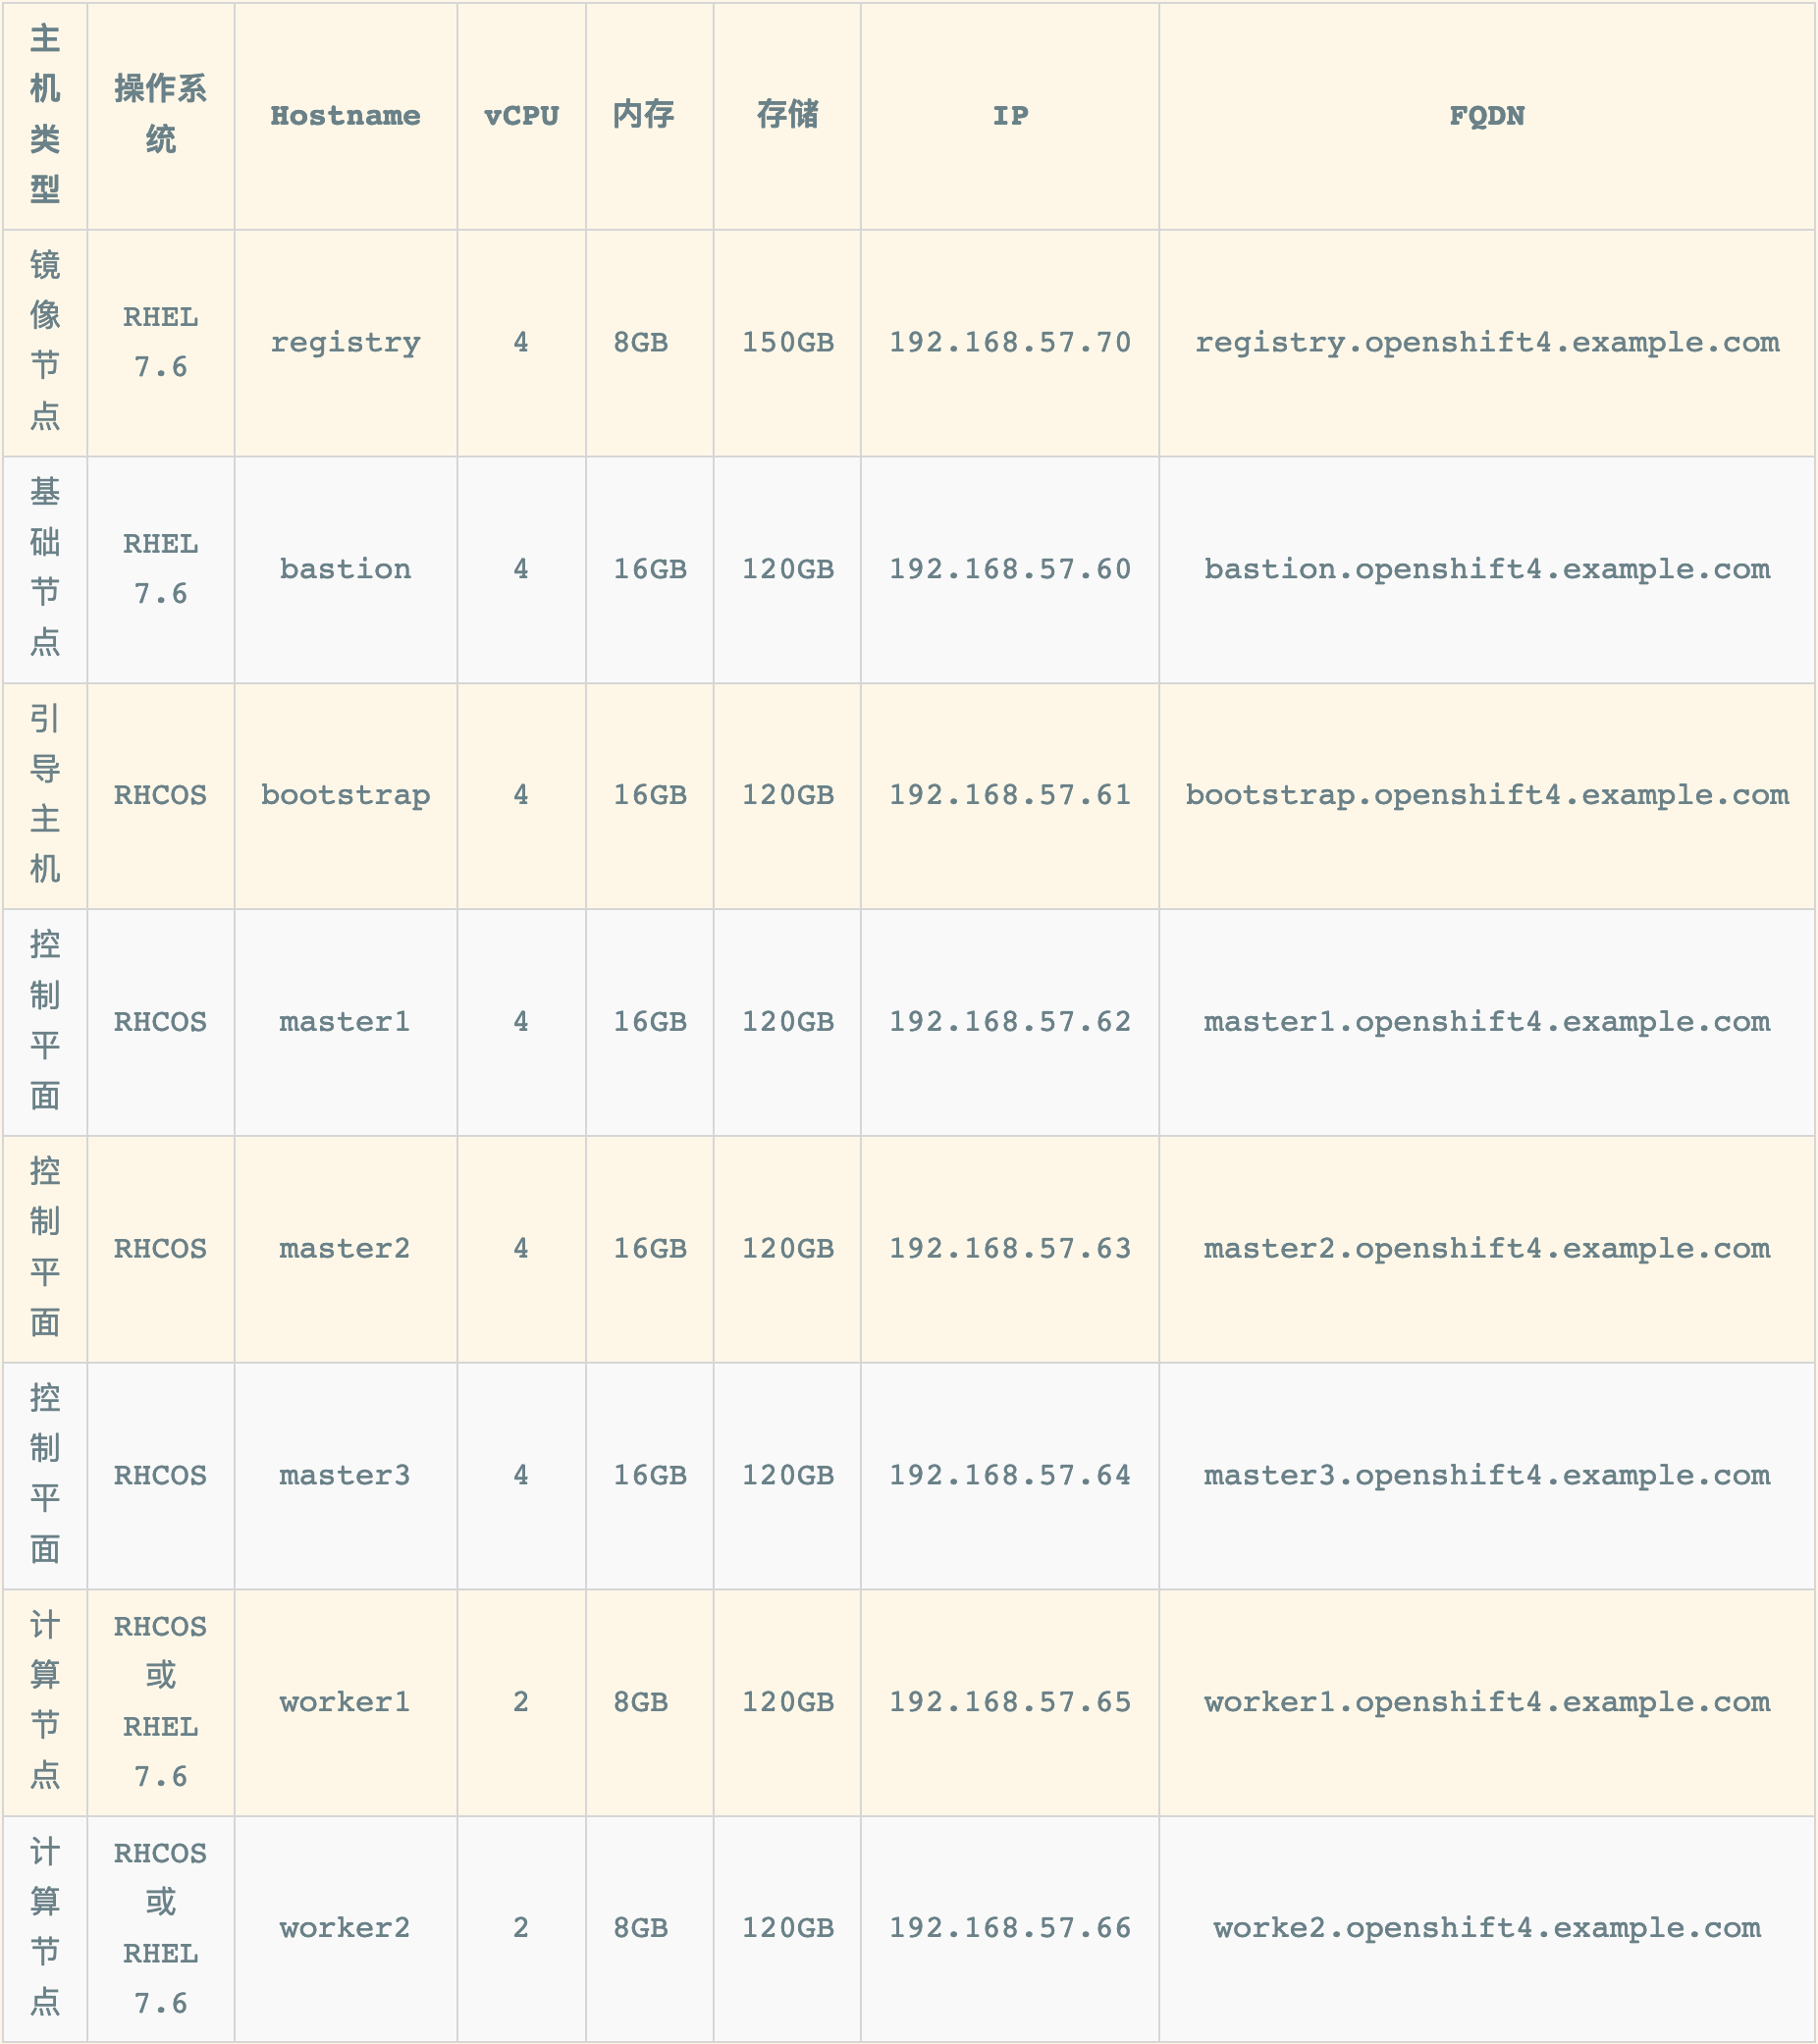 主机类型 操作系统 Hostname vCPU 内存 存储 IP FQDN
镜像节点 RHEL 7.6 registry 4 8GB 150GB 192.168.57.70 registry.openshift4.example.com
基础节点 RHEL 7.6 bastion 4 16GB 120GB 192.168.57.60 bastion.openshift4.example.com
引导主机 RHCOS bootstrap 4 16GB 120GB 192.168.57.61 bootstrap.openshift4.example.com
控制平面 RHCOS master1 4 16GB 120GB 192.168.57.62 master1.openshift4.example.com
控制平面 RHCOS master2 4 16GB 120GB 192.168.57.63 master2.openshift4.example.com
控制平面 RHCOS master3 4 16GB 120GB 192.168.57.64 master3.openshift4.example.com
计算节点 RHCOS 或 RHEL 7.6 worker1 2 8GB 120GB 192.168.57.65 worker1.openshift4.example.com
计算节点 RHCOS 或 RHEL 7.6 worker2 2 8GB 120GB 192.168.57.66 worke2.openshift4.example.com